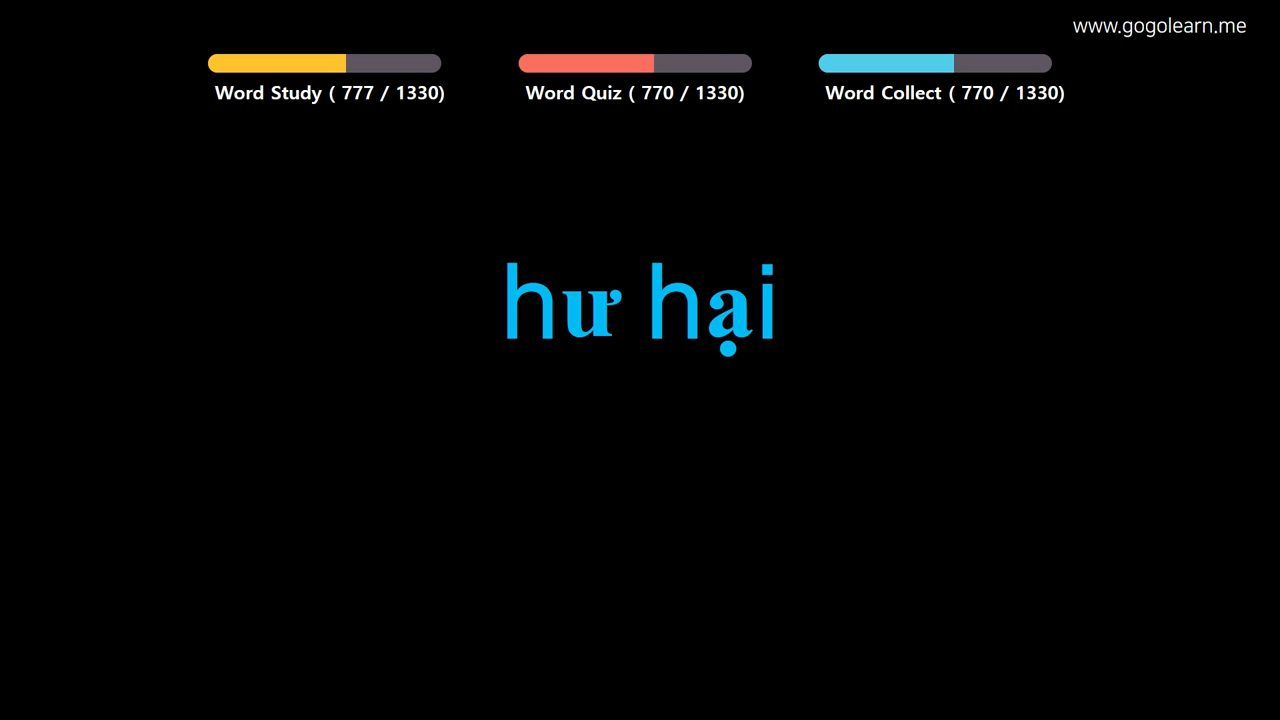 www.gogolearn.me
Word Study ( 777 / 1330)
Word Quiz ( 770 / 1330)
Word Collect ( 770 / 1330)
hư hại